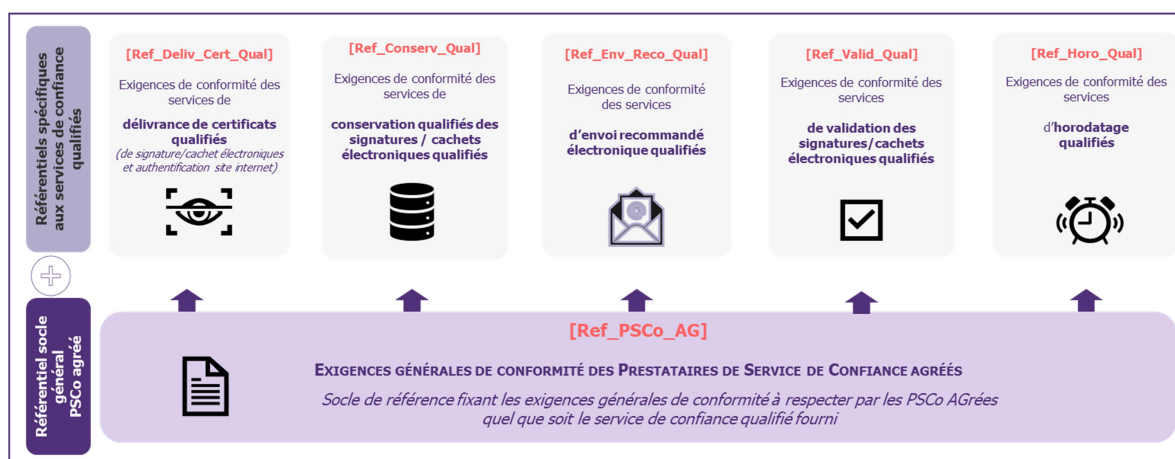 Référentiels spécifiques
aux services de confiance
qualifiés
[Ref_Deliv_Cert_Qual]
Exigences de conformité des
services de
délivrance de certificats
qualifiés
(de signature/cachet électroniques
et authentification site internet)
[Ref_Conserv_Qual]
Exigences de conformité des
services de
conservation qualifiés des
signatures / cachets
électroniques qualifiés
[Ref_Env_Reco_Qual]
Exigences de conformité
des services
d'envoi recommandé
électronique qualifiés
[Ref_Valid_Qual]
Exigences de conformité des
services
de validation des
signatures/cachets
électroniques qualifiés
[Ref_Horo_Qual]
Exigences de conformité des
services
d'horodatage
qualifiés
Référentiel socle
général
PSCo agréé
[Ref_PSCo_AG]
EXIGENCES GÉNÉRALES DE CONFORMITÉ DES PRESTATAIRES DE SERVICE DE CONFIANCE AGRÉÉS
Socle de référence fixant les exigences générales de conformité à respecter par les PSCo AGrées
quel que soit le service de confiance qualifié fourni